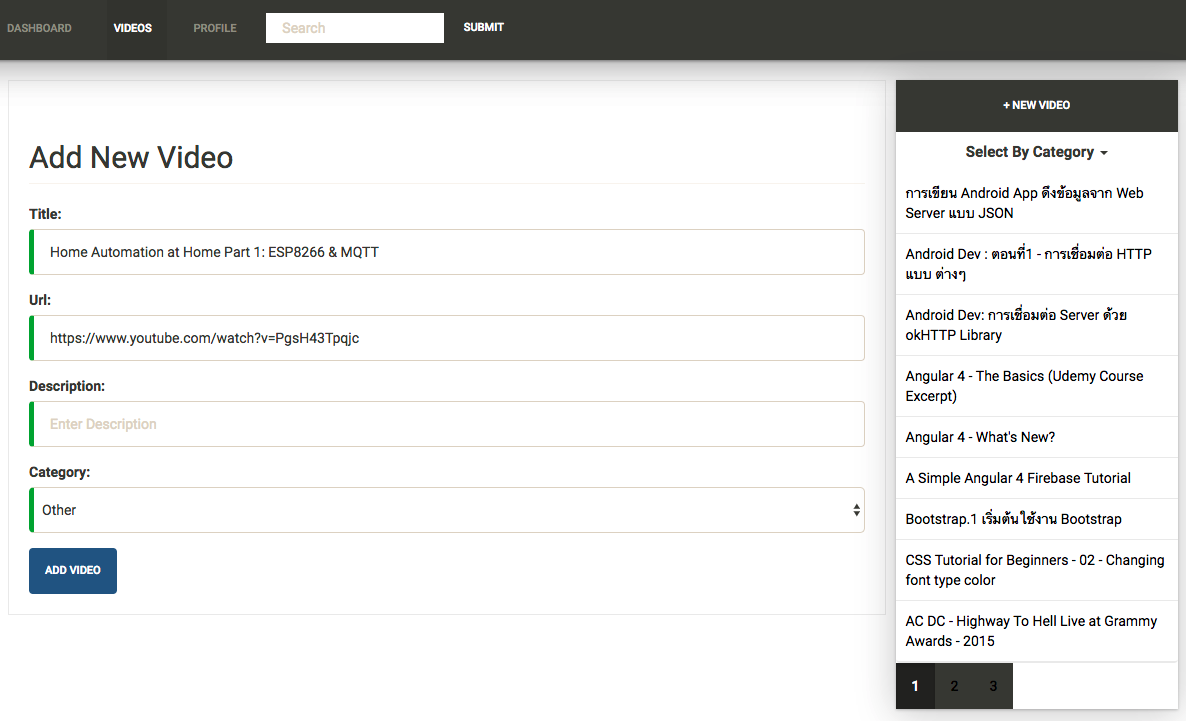 DASHBOARD VIDEOS PROFILE Search SUBMIT
Add New Video
Title:
Home Automation at Home Part 1: ESP8266 & MQTT
Url:
https://www.youtube.com/watch?v=PgsH43Tpqjc
Description:
Enter Description
Category:
Other
ADD VIDEO
+ NEW VIDEO
Select By Category
การเขียน Android App ดึงข้อมูลจาก Web
Server แบบ JSON
Android Dev : ตอนที่1 - การเชื่อมต่อ HTTP
แบบ ต่างๆ
Android Dev: การเชื่อมต่อ Server ด้วย
okHTTP Library
Angular 4 - The Basics (Udemy Course
Excerpt)
Angular 4 - What's New?
A Simple Angular 4 Firebase Tutorial
Bootstrap.1 เริ่มต้นใช้งาน Bootstrap
CSS Tutorial for Beginners - 02 - Changing
font type color
AC DC - Highway To Hell Live at Grammy
Awards - 2015
1 2 3